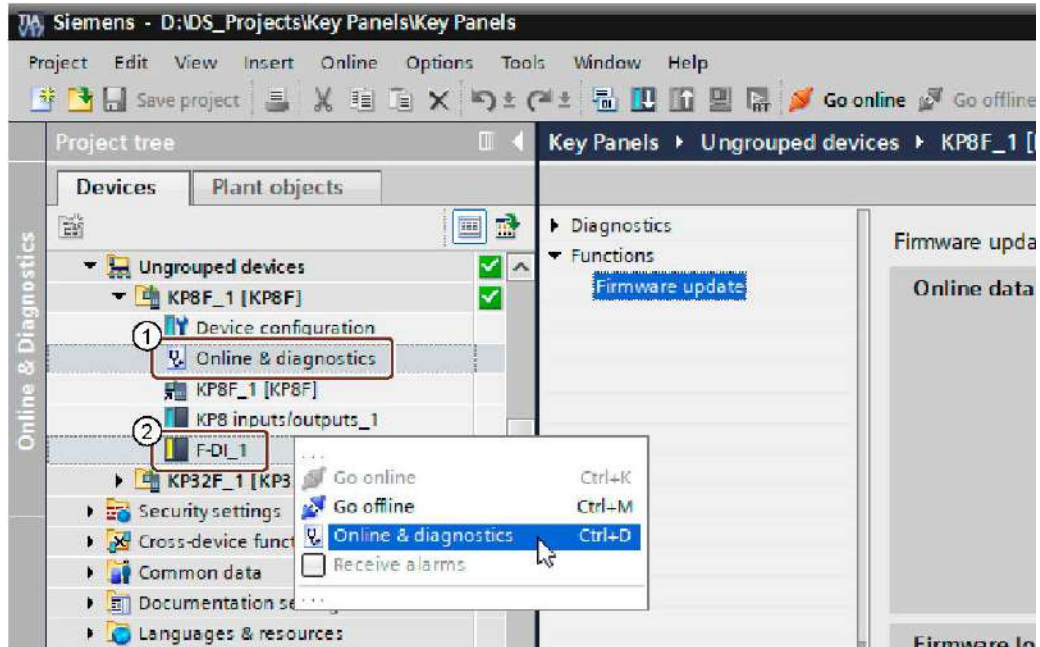 Siemens - D:\DS_Projects\Key Panels\Key Panels
Project Edit View Insert Online Options Tools Window Help
Save project Go online Go offline
Project tree
Key Panels Ungrouped devices KP8F_1 [
Devices Plant objects
Online & Diagnostics
Diagnostics
Functions
Firmware update
Firmware upda
Online data
Ungrouped devices
KP8F_1 [KP8F]
Device configuration
1
Online & diagnostics
KP8F_1 [KP8F]
KP8 inputs/outputs_1
2
F-DI_1
KP32F_1 [KP3
Security settings
Cross-device funct
Common data
Documentation se
Languages & resources
...
Go online Ctrl+K
Go offline Ctrl+M
Online & diagnostics Ctrl+D
Receive alarms
...
Firmware lo